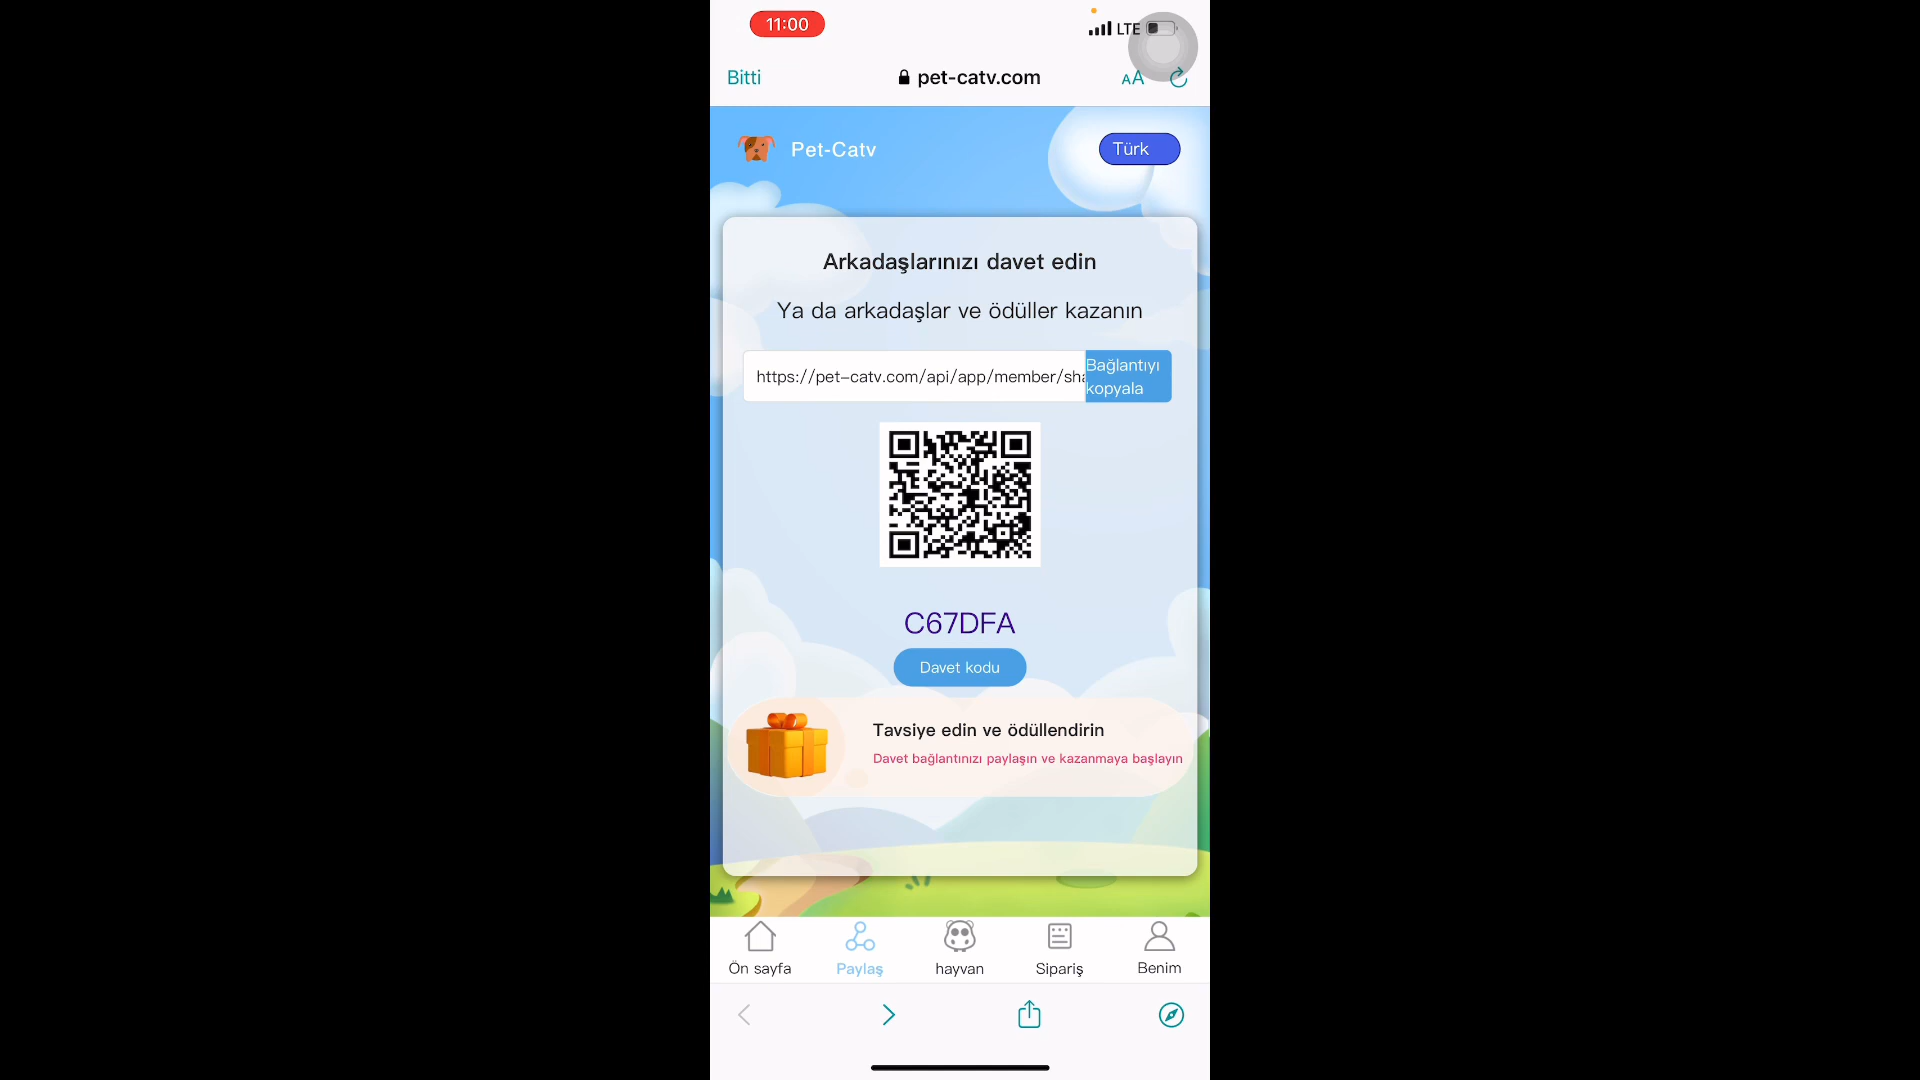 11:00
LTE
Bitti
pet-catv.com
AA
Pet-Catv
Türk
Arkadaşlarınızı davet edin
Ya da arkadaşlar ve ödüller kazanın
https://pet-catv.com/api/app/member/sha
Bağlantıyı
kopyala
C67DFA
Davet kodu
Tavsiye edin ve ödüllendirin
Davet bağlantınızı paylaşın ve kazanmaya başlayın
Ön sayfa
Paylaş
hayvan
Sipariş
Benim